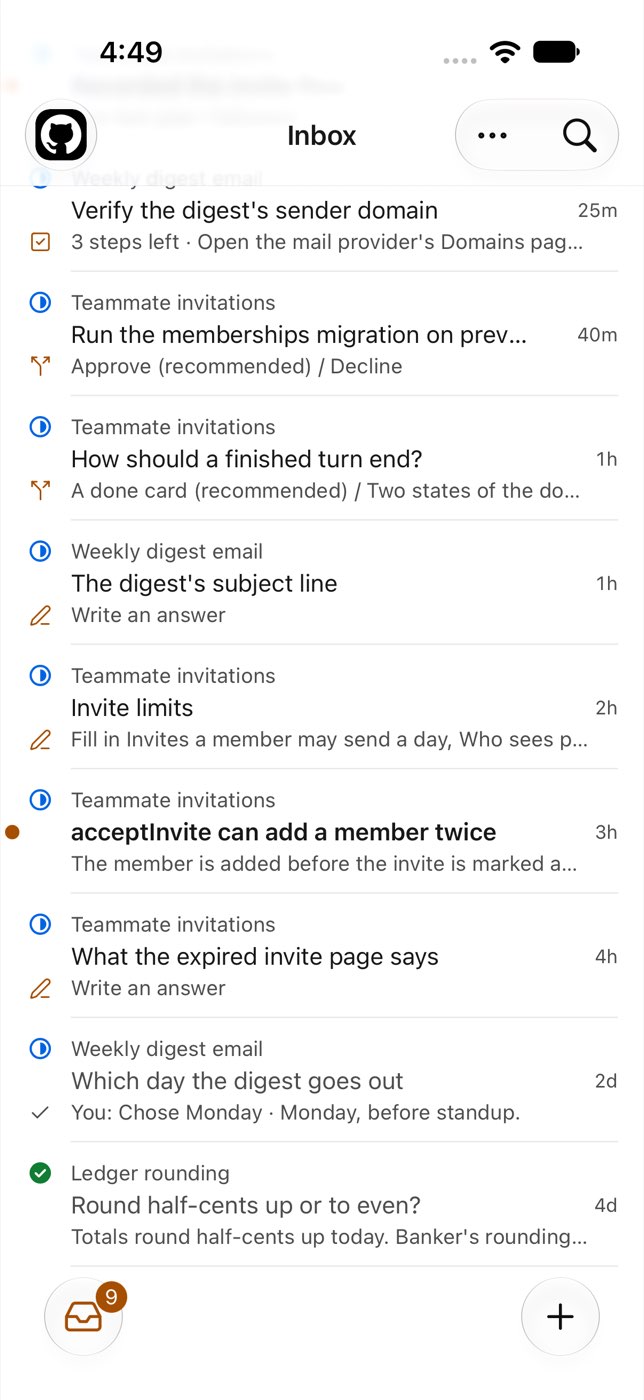 4:49
Inbox
Weekly digest email
Verify the digest's sender domain
25m
3 steps left · Open the mail provider's Domains pag...
Teammate invitations
Run the memberships migration on prev...
40m
Approve (recommended) / Decline
Teammate invitations
How should a finished turn end?
1h
A done card (recommended) / Two states of the do...
Weekly digest email
The digest's subject line
1h
Write an answer
Teammate invitations
Invite limits
2h
Fill in Invites a member may send a day, Who sees p...
Teammate invitations
acceptInvite can add a member twice
3h
The member is added before the invite is marked a...
Teammate invitations
What the expired invite page says
4h
Write an answer
Weekly digest email
Which day the digest goes out
2d
You: Chose Monday · Monday, before standup.
Ledger rounding
Round half-cents up or to even?
4d
Totals round half-cents up today. Banker's rounding...
9